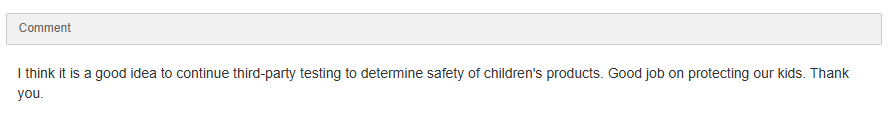 Comment
I think it is a good idea to continue third-party testing to determine safety of children's products. Good job on protecting our kids. Thank
you.